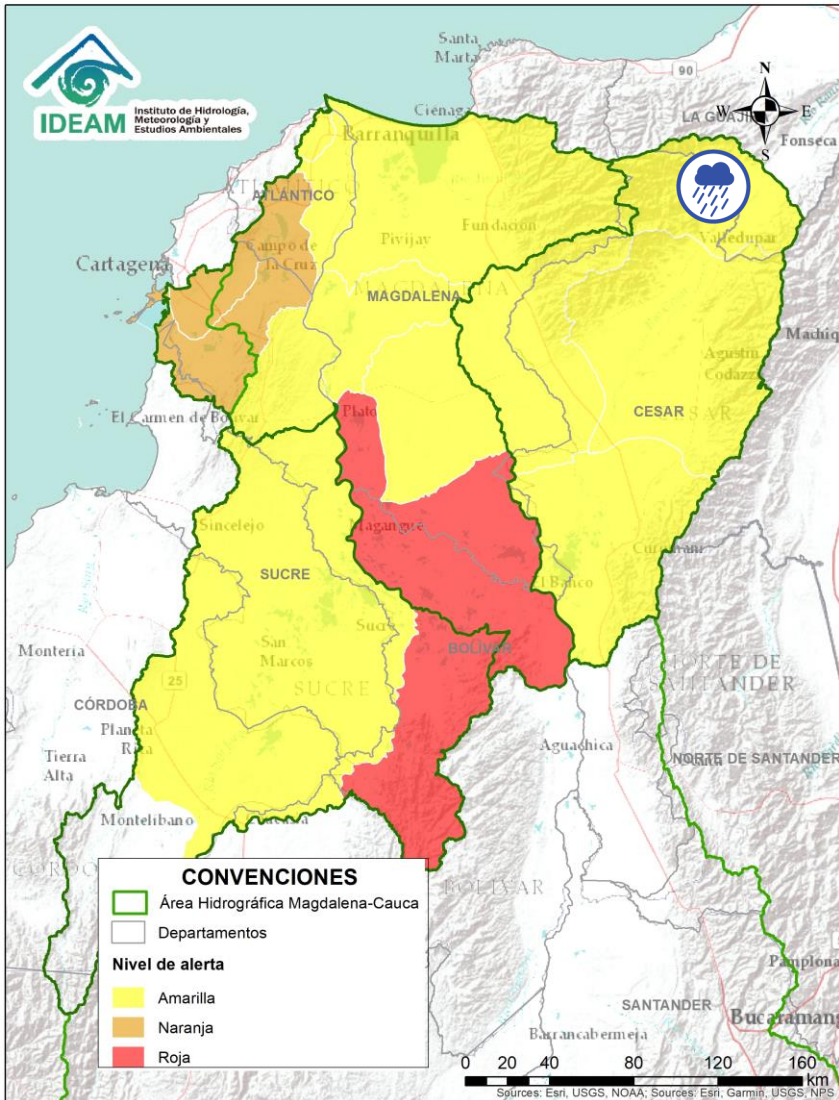 IDEAM
Instituto de Hidrología,
Meteorología y
Estudios Ambientales
Santa
Marta
90
N
W
E
S
Ciénaga
LA GUAJIR
Fonseca
Barranquilla
ATLÁNTICO
Fundación
Pivijay
Valledupar
Cartagena
Campo de
la Cruz
MAGDALENA
Machiq
Agustín
Codazzi
El Carmen de Bolívar
Plato
CESAR
Sincelejo
Magangué
SUCRE
El Banco
Sucre
Montería
San
Marcos
BOLÍVAR
NORTE DE
SANTANDER
SUCRE
25
CÓRDOBA
Planeta
Rica
Tierra
Alta
Aguachica
NORTE DE SANTANDER
Montelibano
BOLÍVAR
CONVENCIONES
Área Hidrográfica Magdalena-Cauca
Departamentos
Nivel de alerta
Amarilla
Naranja
Roja
Pamplona
SANTANDER
Bucaramang
Barrancabermeja
0 20 40 80 120 160
km
Sources: Esri, USGS, NOAA; Sources: Esri, Garmin, USGS, NPS